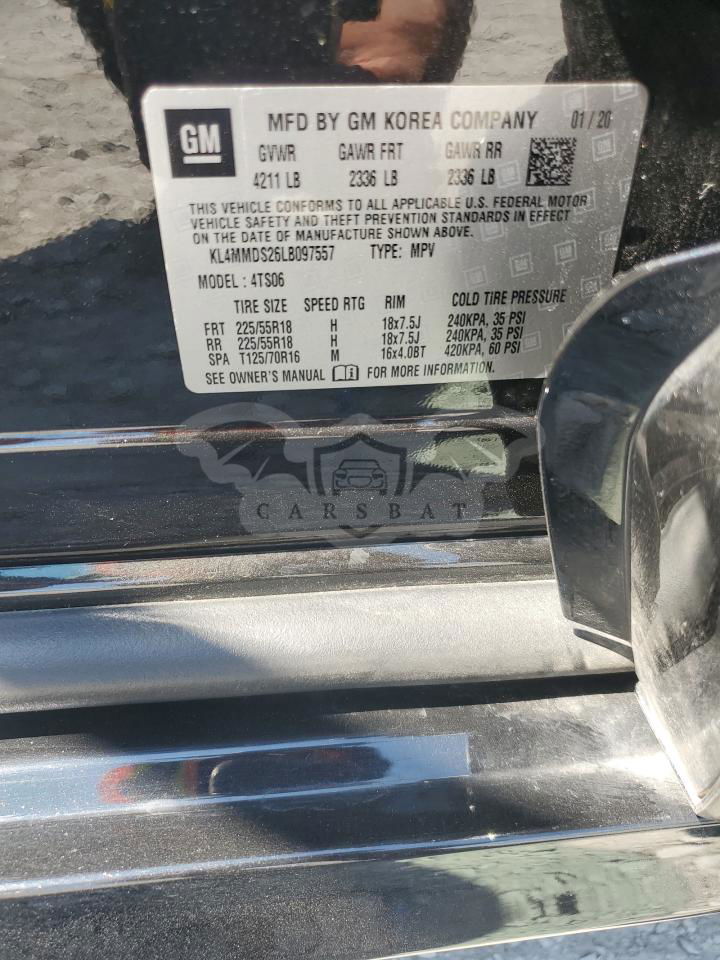 GM
MFD BY GM KOREA COMPANY 01/20
GVWR GAWR FRT GAWR RR
4211 LB 2336 LB 2336 LB
THIS VEHICLE CONFORMS TO ALL APPLICABLE U.S. FEDERAL MOTOR
VEHICLE SAFETY AND THEFT PREVENTION STANDARDS IN EFFECT
ON THE DATE OF MANUFACTURE SHOWN ABOVE.
KL4MMDS26LB097557 TYPE: MPV
MODEL: 4TS06
TIRE SIZE SPEED RTG RIM COLD TIRE PRESSURE
FRT 225/55R18 H 18x7.5J 240KPA, 35 PSI
RR 225/55R18 H 18x7.5J 240KPA, 35 PSI
SPA T125/70R16 M 16x4.0BT 420KPA, 60 PSI
SEE OWNER'S MANUAL FOR MORE INFORMATION.
CARSBAT